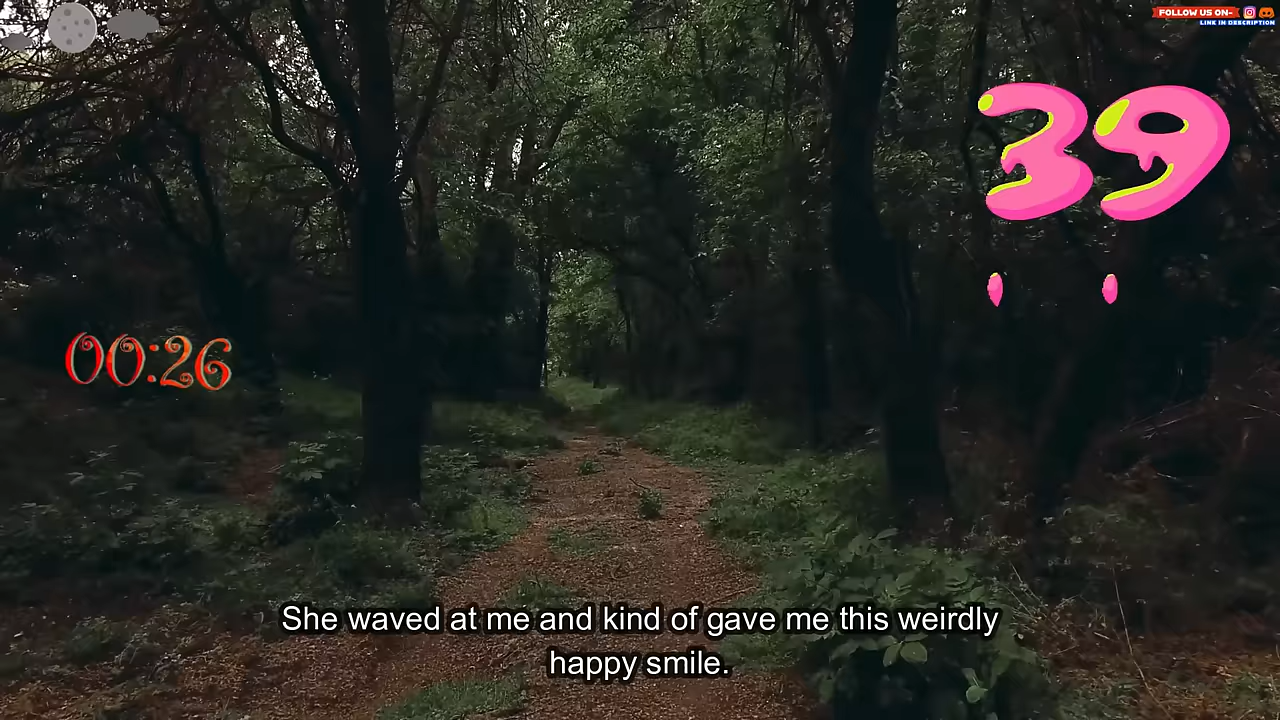 FOLLOW US ON-
LINK IN DESCRIPTION
39
00:26
She waved at me and kind of gave me this weirdly
happy smile.